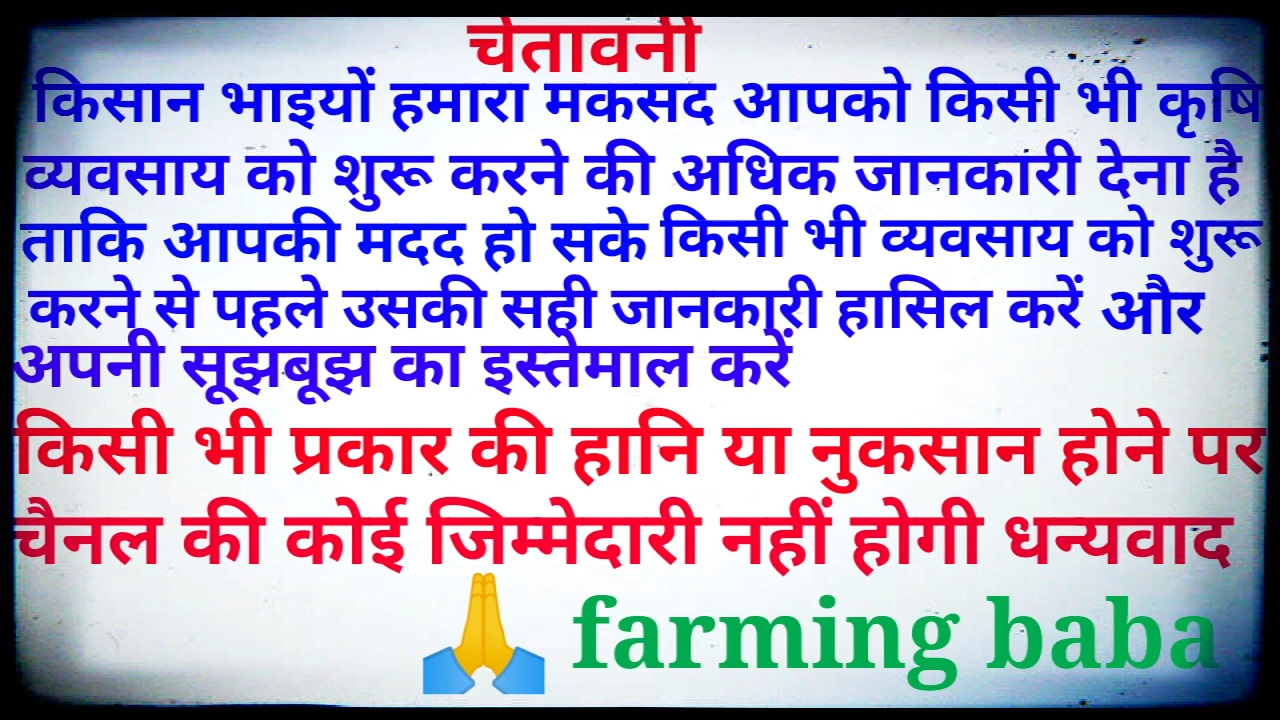 चेतावनी
किसान भाइयों हमारा मकसद आपको किसी भी कृषि
व्यवसाय को शुरू करने की अधिक जानकारी देना है
ताकि आपकी मदद हो सके किसी भी व्यवसाय को शुरू
करने से पहले उसकी सही जानकारी हासिल करें और
अपनी सूझबूझ का इस्तेमाल करें
किसी भी प्रकार की हानि या नुकसान होने पर
चैनल की कोई जिम्मेदारी नहीं होगी धन्यवाद
🙏 farming baba